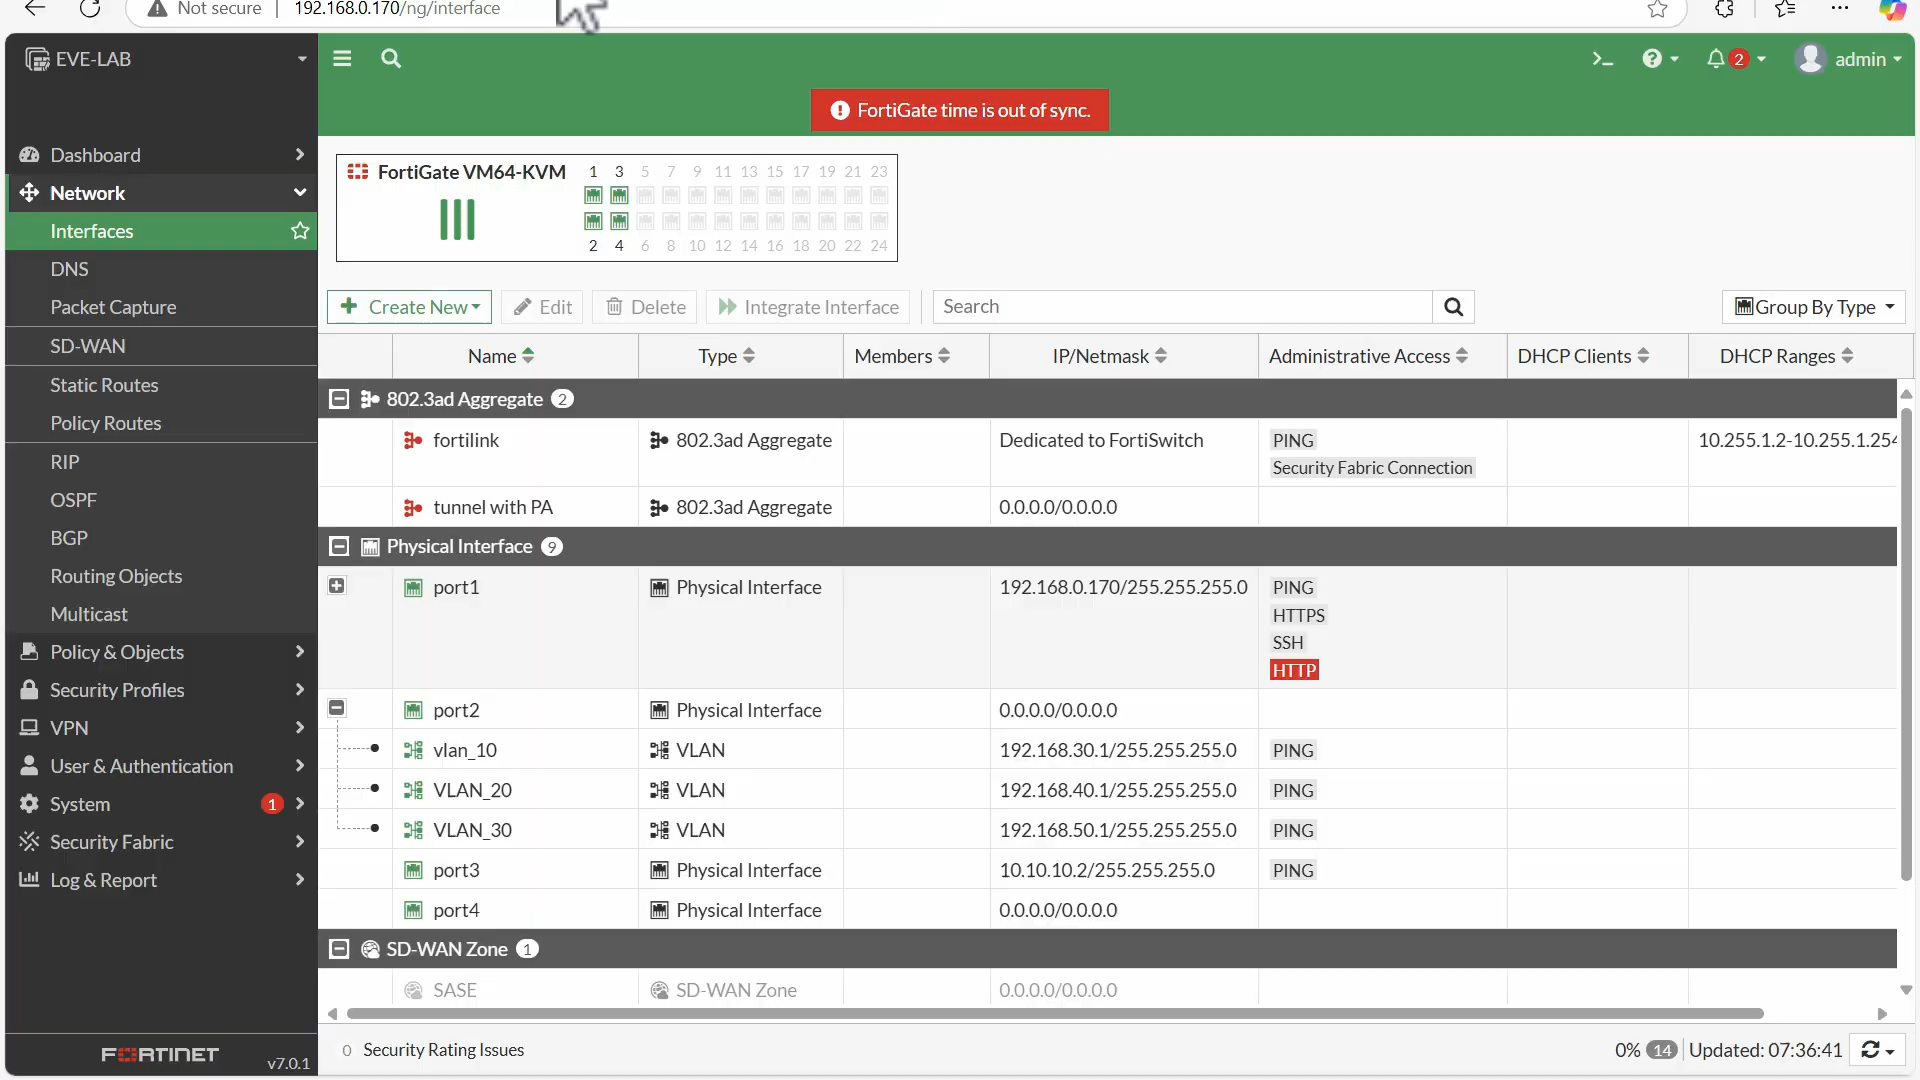 Not secure 192.168.0.170/ng/interface
EVE-LAB
2 admin
FortiGate time is out of sync.
Dashboard
Network
Interfaces
DNS
Packet Capture
SD-WAN
Static Routes
Policy Routes
RIP
OSPF
BGP
Routing Objects
Multicast
Policy & Objects
Security Profiles
VPN
User & Authentication
System 1
Security Fabric
Log & Report
FORTINET v7.0.1
FortiGate VM64-KVM 1 3 5 7 9 11 13 15 17 19 21 23
2 4 6 8 10 12 14 16 18 20 22 24
Create New Edit Delete Integrate Interface Search Group By Type
Name Type Members IP/Netmask Administrative Access DHCP Clients DHCP Ranges
802.3ad Aggregate 2
fortilink 802.3ad Aggregate Dedicated to FortiSwitch PING 10.255.1.2-10.255.1.254
Security Fabric Connection
tunnel with PA 802.3ad Aggregate 0.0.0.0/0.0.0.0
Physical Interface 9
port1 Physical Interface 192.168.0.170/255.255.255.0 PING
HTTPS
SSH
HTTP
port2 Physical Interface 0.0.0.0/0.0.0.0
vlan_10 VLAN 192.168.30.1/255.255.255.0 PING
VLAN_20 VLAN 192.168.40.1/255.255.255.0 PING
VLAN_30 VLAN 192.168.50.1/255.255.255.0 PING
port3 Physical Interface 10.10.10.2/255.255.255.0 PING
port4 Physical Interface 0.0.0.0/0.0.0.0
SD-WAN Zone 1
SASE SD-WAN Zone 0.0.0.0/0.0.0.0
0 Security Rating Issues 0% 14 Updated: 07:36:41